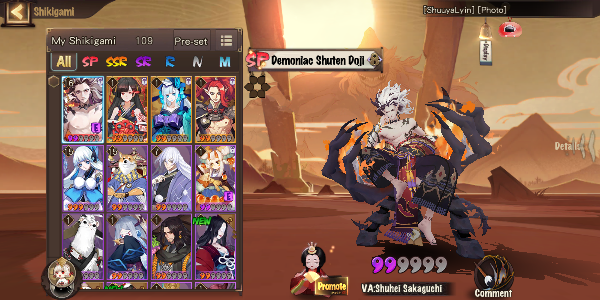 Shikigami
[ShuuyaLyin] [Photo]
My Shikigami 109 Pre-set
All SP SSR SR R N M
SP Demoniac Shuten Doji
Display
Details
NEW
Promote
VA:Shuhei Sakaguchi
Comment